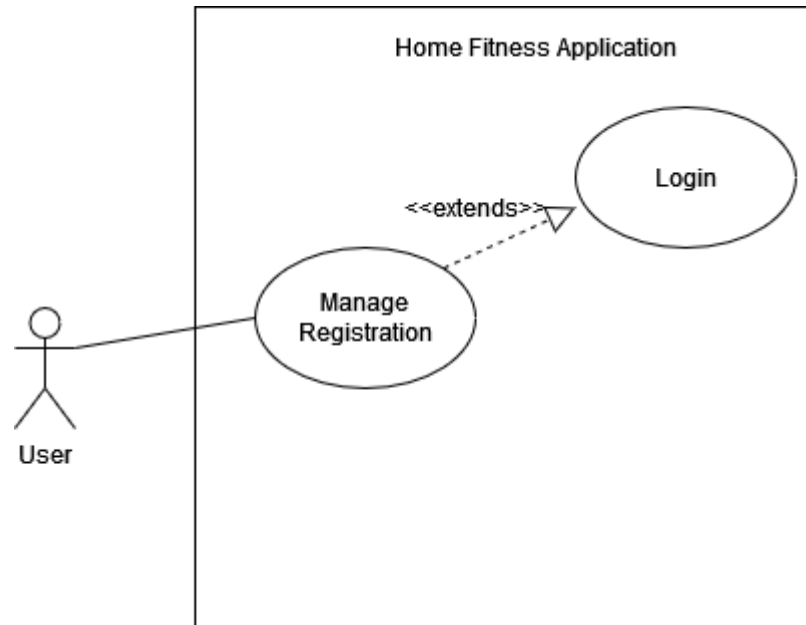 Home Fitness Application
Login
<<extends>>
Manage
Registration
User